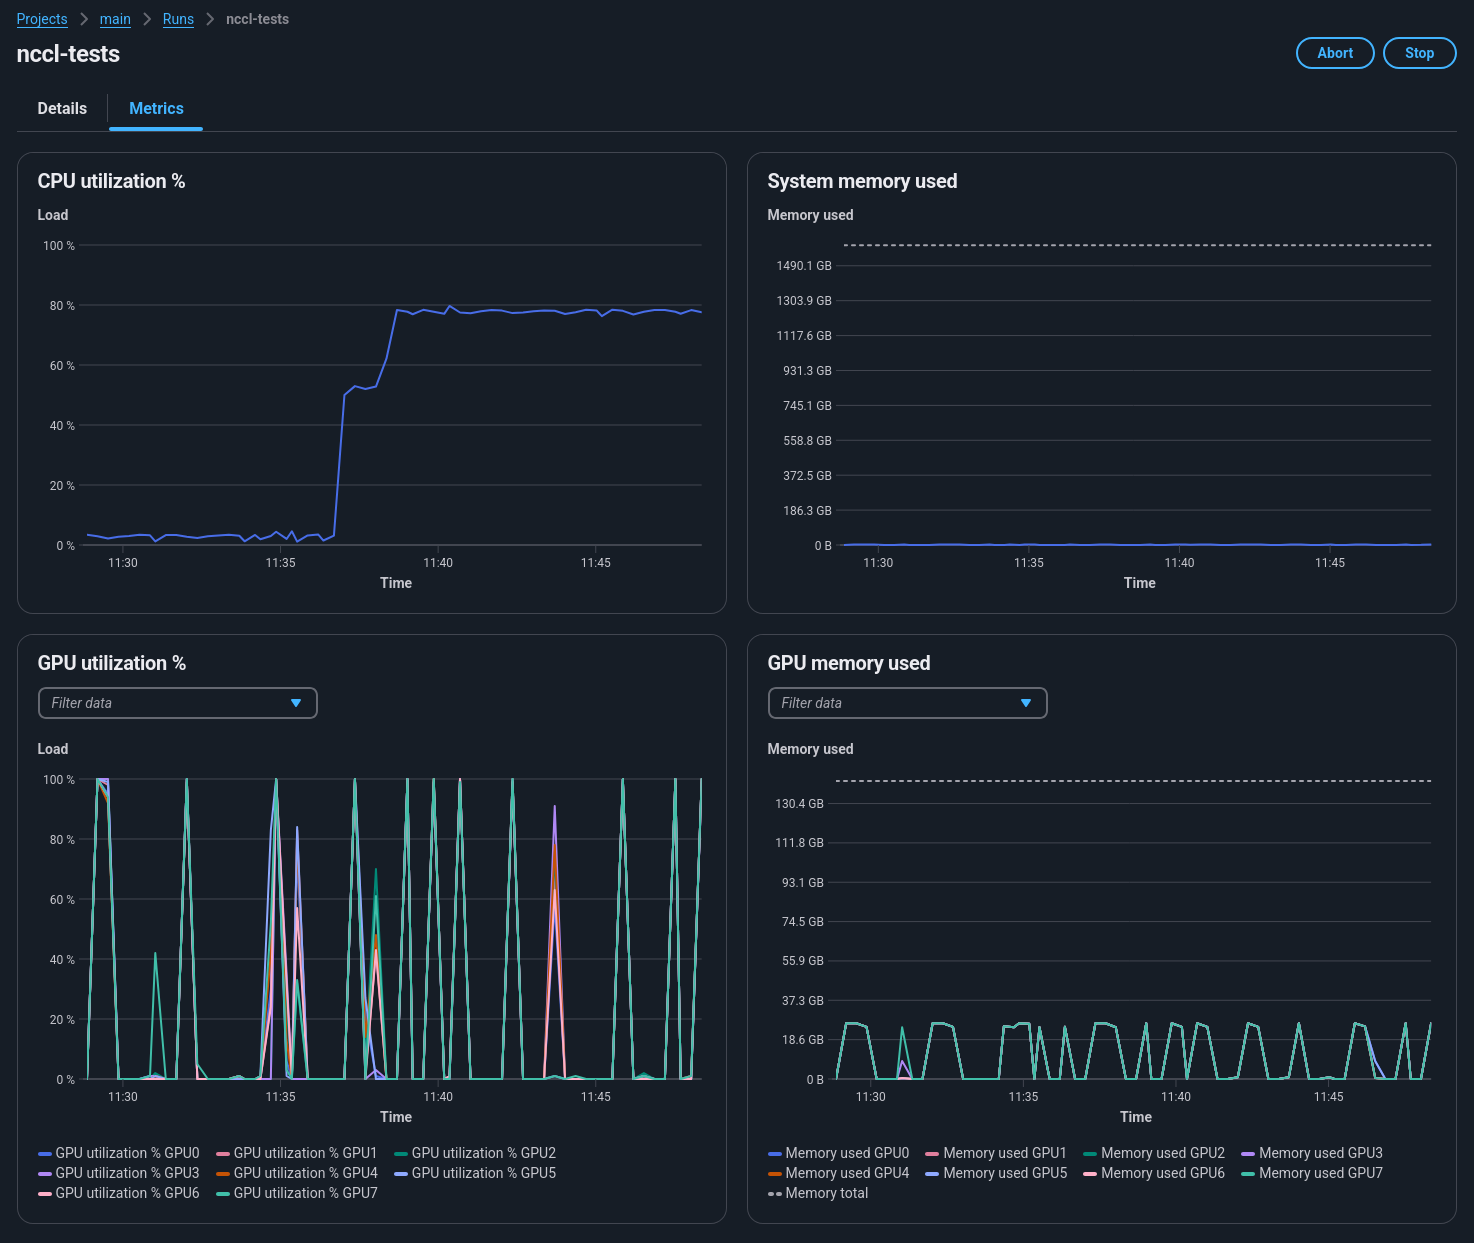 Projects > main > Runs > nccl-tests
nccl-tests
Abort Stop
Details Metrics
CPU utilization %
Load
100 %
80 %
60 %
40 %
20 %
0 %
11:30 11:35 11:40 11:45
Time
System memory used
Memory used
1490.1 GB
1303.9 GB
1117.6 GB
931.3 GB
745.1 GB
558.8 GB
372.5 GB
186.3 GB
0 B
11:30 11:35 11:40 11:45
Time
GPU utilization %
Filter data
Load
100 %
80 %
60 %
40 %
20 %
0 %
11:30 11:35 11:40 11:45
Time
GPU utilization % GPU0 GPU utilization % GPU1 GPU utilization % GPU2
GPU utilization % GPU3 GPU utilization % GPU4 GPU utilization % GPU5
GPU utilization % GPU6 GPU utilization % GPU7
GPU memory used
Filter data
Memory used
130.4 GB
111.8 GB
93.1 GB
74.5 GB
55.9 GB
37.3 GB
18.6 GB
0 B
11:30 11:35 11:40 11:45
Time
Memory used GPU0 Memory used GPU1 Memory used GPU2 Memory used GPU3
Memory used GPU4 Memory used GPU5 Memory used GPU6 Memory used GPU7
Memory total